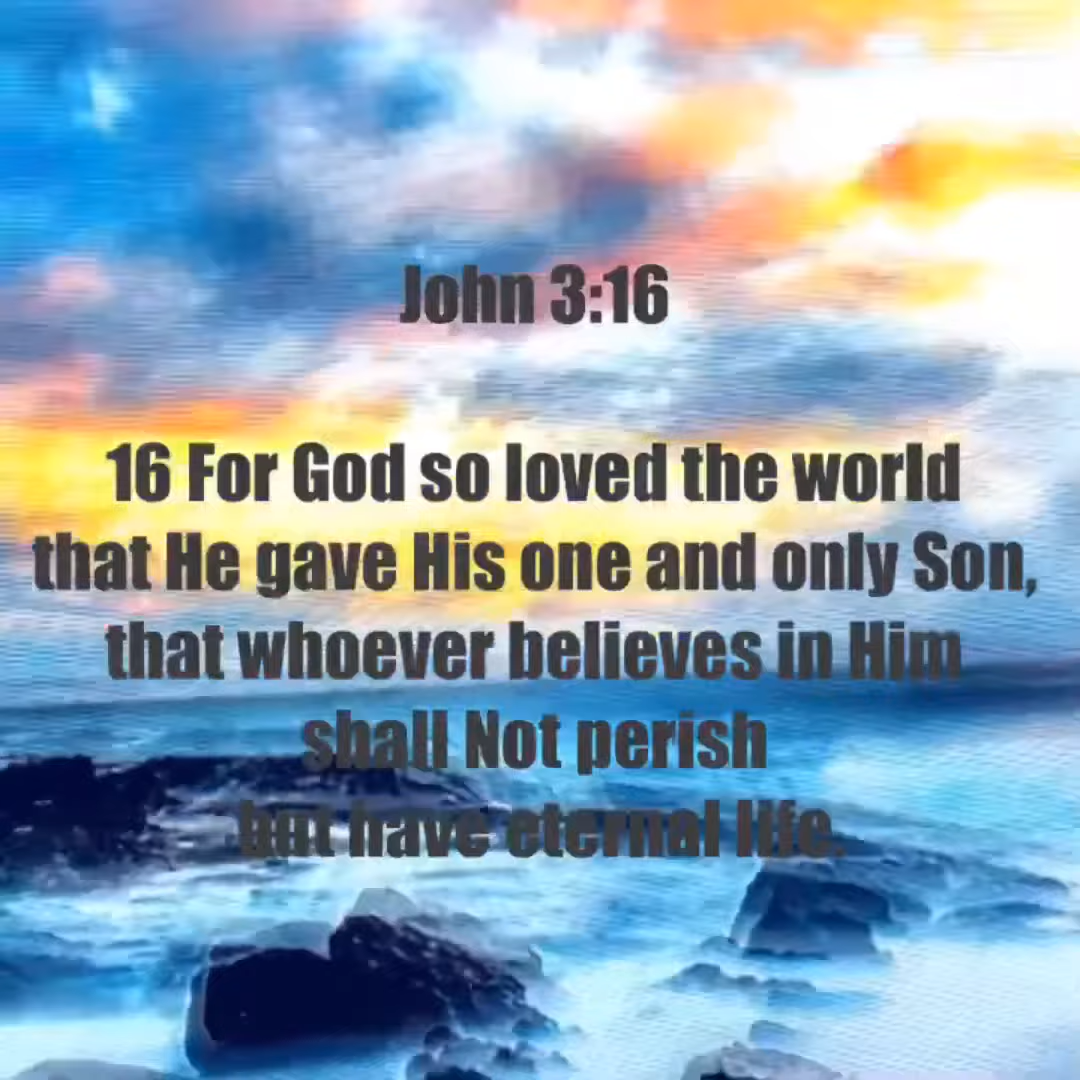 John 3:16
16 For God so loved the world
that He gave His one and only Son,
that whoever believes in Him
shall Not perish
but have eternal life.